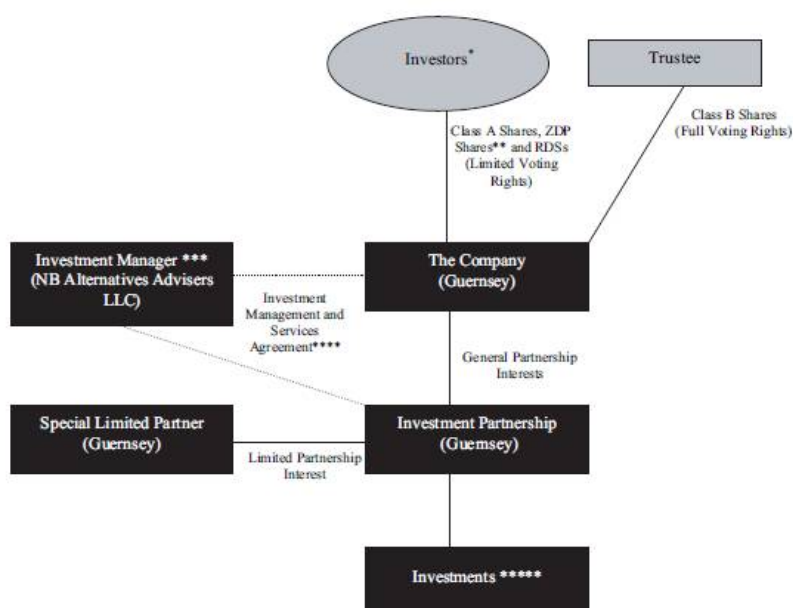 Investors*
Trustee
Class A Shares, ZDP
Shares** and RDSs
(Limited Voting
Rights)
Class B Shares
(Full Voting Rights)
Investment Manager ***
(NB Alternatives Advisers
LLC)
The Company
(Guernsey)
Investment
Management and
Services
Agreement****
General Partnership
Interests
Special Limited Partner
(Guernsey)
Investment Partnership
(Guernsey)
Limited Partnership
Interest
Investments *****